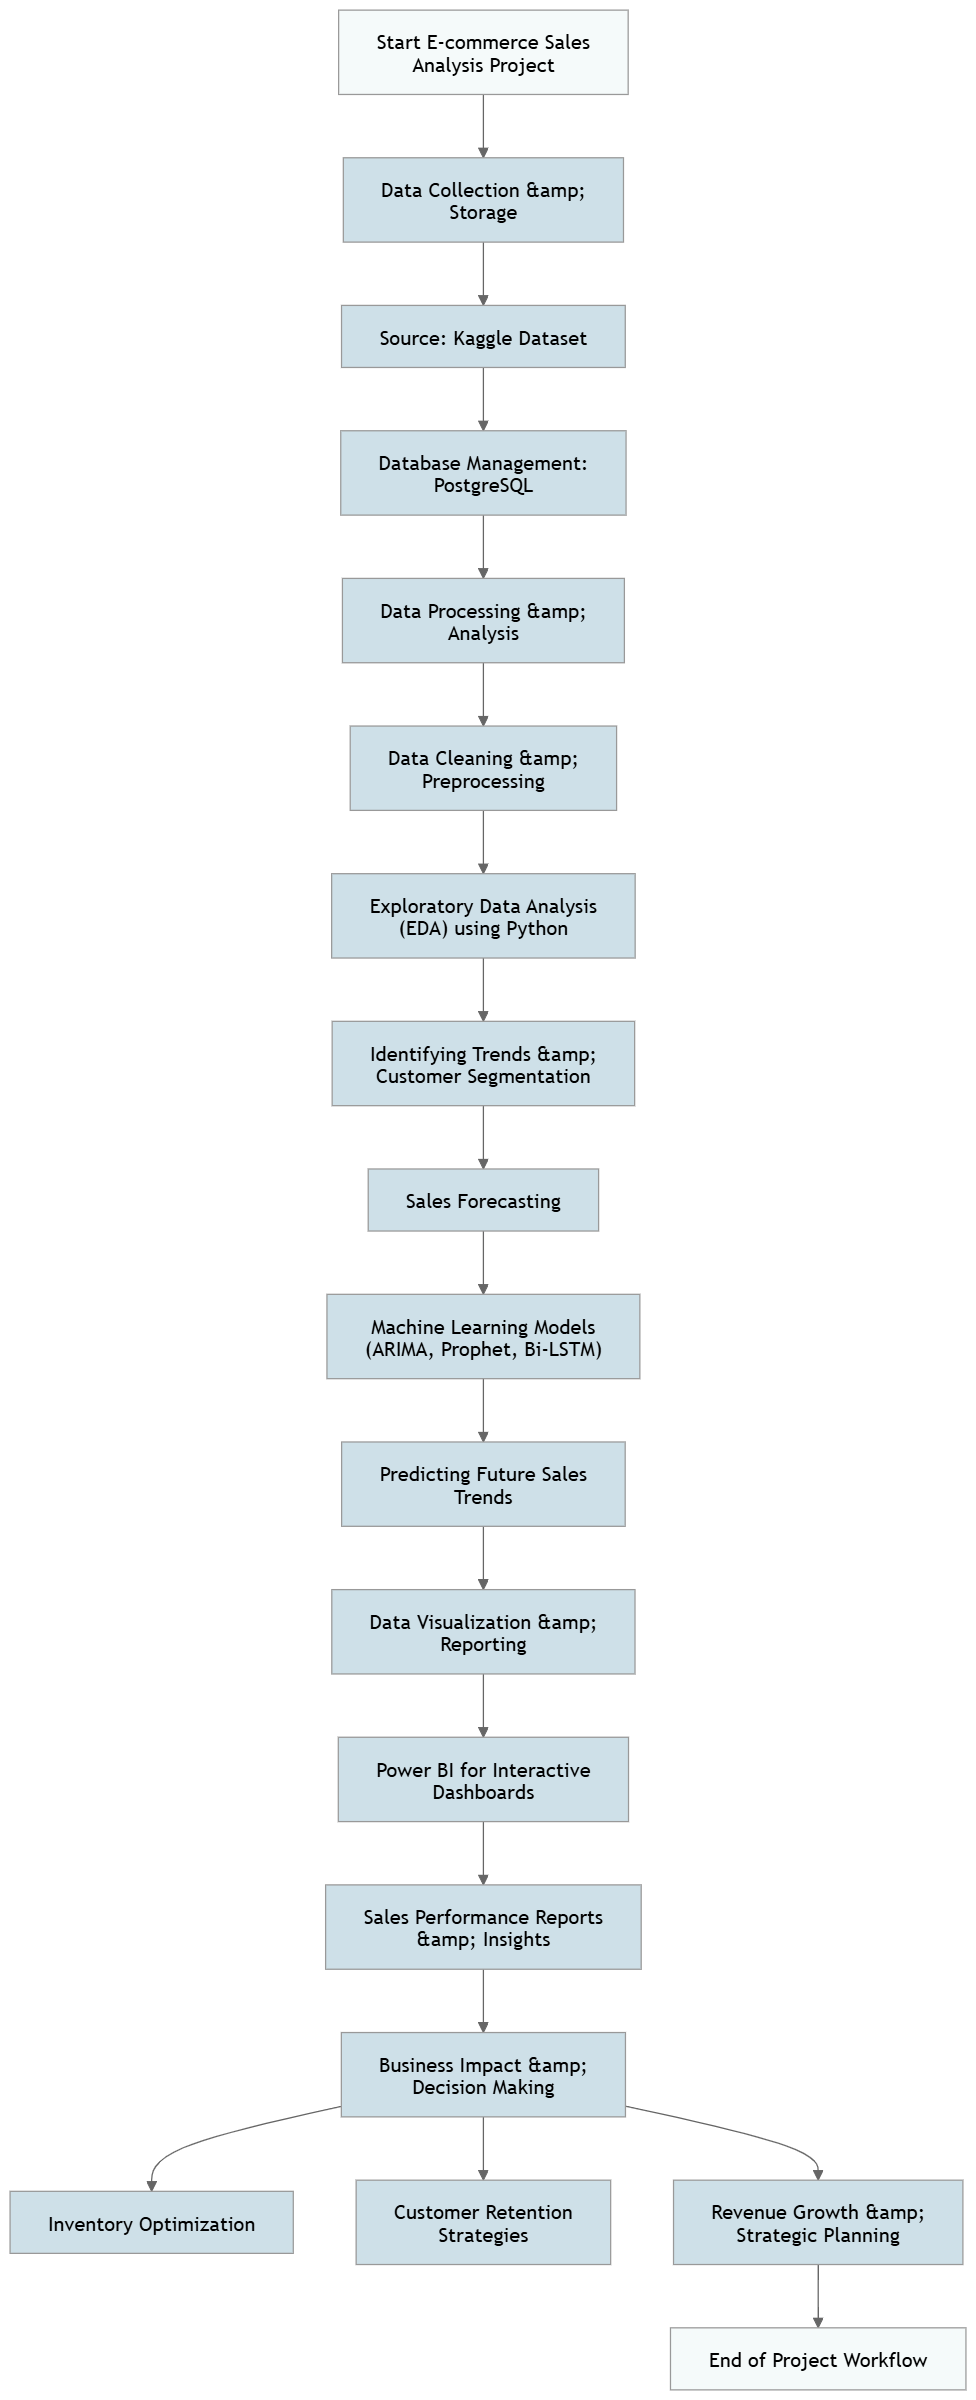 Start E-commerce Sales
Analysis Project
Data Collection &amp;
Storage
Source: Kaggle Dataset
Database Management:
PostgreSQL
Data Processing &amp;
Analysis
Data Cleaning &amp;
Preprocessing
Exploratory Data Analysis
(EDA) using Python
Identifying Trends &amp;
Customer Segmentation
Sales Forecasting
Machine Learning Models
(ARIMA, Prophet, Bi-LSTM)
Predicting Future Sales
Trends
Data Visualization &amp;
Reporting
Power BI for Interactive
Dashboards
Sales Performance Reports
&amp; Insights
Business Impact &amp;
Decision Making
Inventory Optimization
Customer Retention
Strategies
Revenue Growth &amp;
Strategic Planning
End of Project Workflow